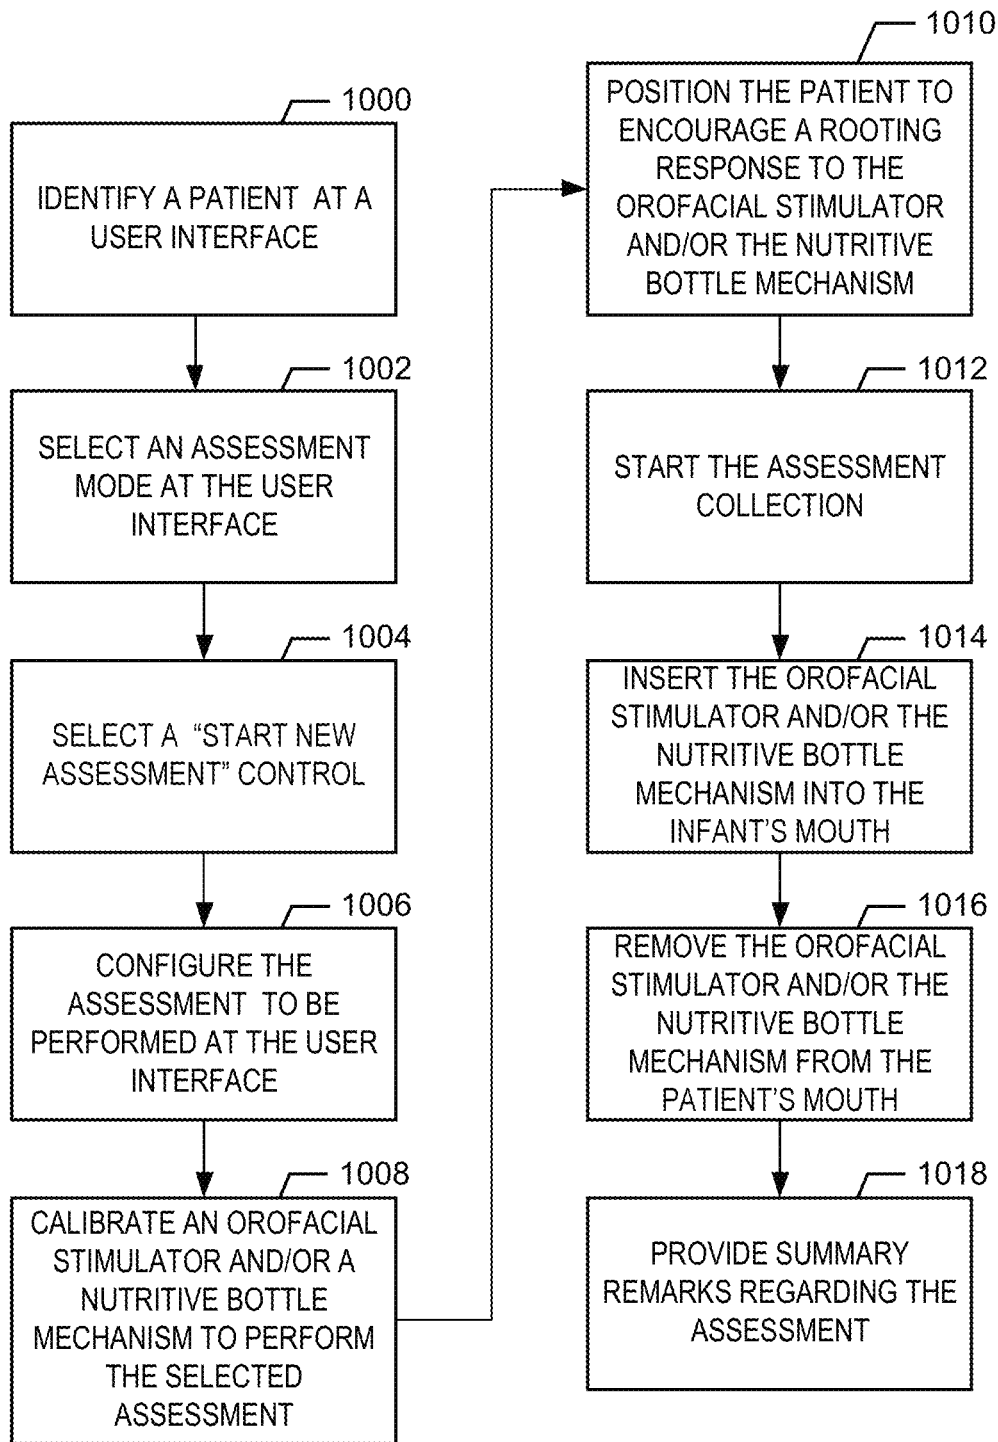 1000
IDENTIFY A PATIENT AT A
USER INTERFACE
1002
SELECT AN ASSESSMENT
MODE AT THE USER
INTERFACE
1004
SELECT A “START NEW
ASSESSMENT” CONTROL
1006
CONFIGURE THE
ASSESSMENT TO BE
PERFORMED AT THE USER
INTERFACE
1008
CALIBRATE AN OROFACIAL
STIMULATOR AND/OR A
NUTRITIVE BOTTLE
MECHANISM TO PERFORM
THE SELECTED
ASSESSMENT
1010
POSITION THE PATIENT TO
ENCOURAGE A ROOTING
RESPONSE TO THE
OROFACIAL STIMULATOR
AND/OR THE NUTRITIVE
BOTTLE MECHANISM
1012
START THE ASSESSMENT
COLLECTION
1014
INSERT THE OROFACIAL
STIMULATOR AND/OR THE
NUTRITIVE BOTTLE
MECHANISM INTO THE
INFANT’S MOUTH
1016
REMOVE THE OROFACIAL
STIMULATOR AND/OR THE
NUTRITIVE BOTTLE
MECHANISM FROM THE
PATIENT’S MOUTH
1018
PROVIDE SUMMARY
REMARKS REGARDING THE
ASSESSMENT